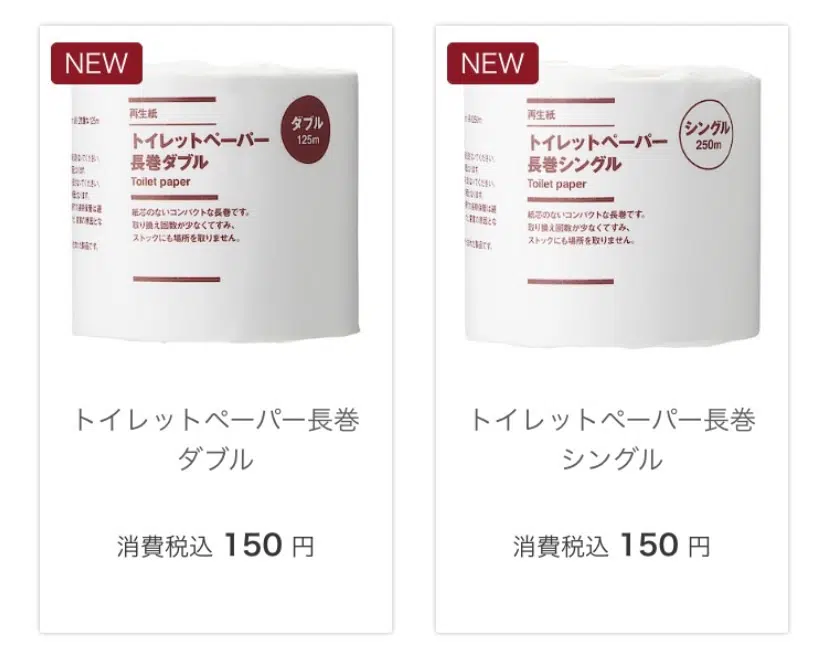 NEW
再生紙
トイレットペーパー
長巻ダブル
Toilet paper
ダブル
125m
紙芯のないコンパクトな長巻です。
取り換え回数が少なくてすみ、
ストックにも場所を取りません。
トイレットペーパー長巻
ダブル
消費税込 150 円
NEW
再生紙
トイレットペーパー
長巻シングル
Toilet paper
シングル
250m
紙芯のないコンパクトな長巻です。
取り換え回数が少なくてすみ、
ストックにも場所を取りません。
トイレットペーパー長巻
シングル
消費税込 150 円